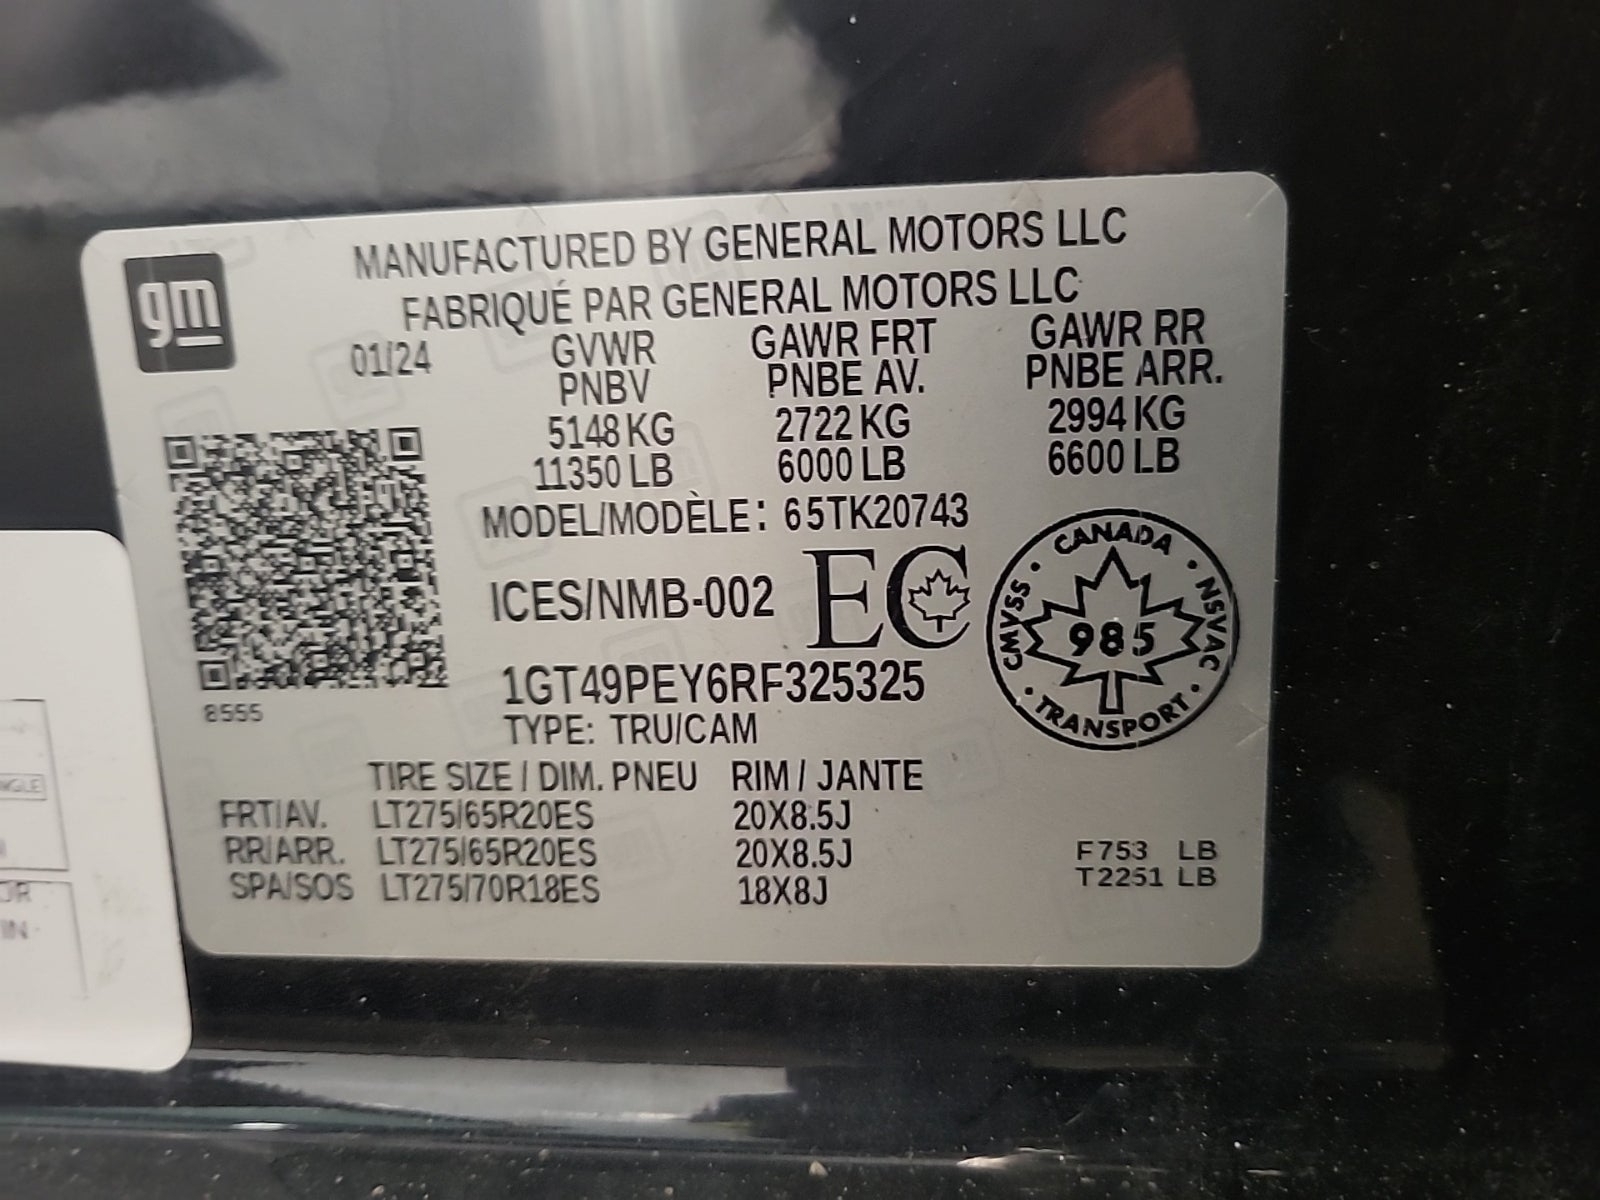 MANUFACTURED BY GENERAL MOTORS LLC
FABRIQUÉ PAR GENERAL MOTORS LLC
gm
01/24
GVWR GAWR FRT GAWR RR
PNBV PNBE AV. PNBE ARR.
5148 KG 2722 KG 2994 KG
11350 LB 6000 LB 6600 LB
MODEL/MODÈLE: 65TK20743
ICES/NMB-002 EC
CANADA
CMVSS · NSVAC
985
TRANSPORT
1GT49PEY6RF325325
8555
TYPE: TRU/CAM
TIRE SIZE / DIM. PNEU RIM / JANTE
FRT/AV. LT275/65R20ES 20X8.5J
RR/ARR. LT275/65R20ES 20X8.5J
SPA/SOS LT275/70R18ES 18X8J
F753 LB
T2251 LB
IN